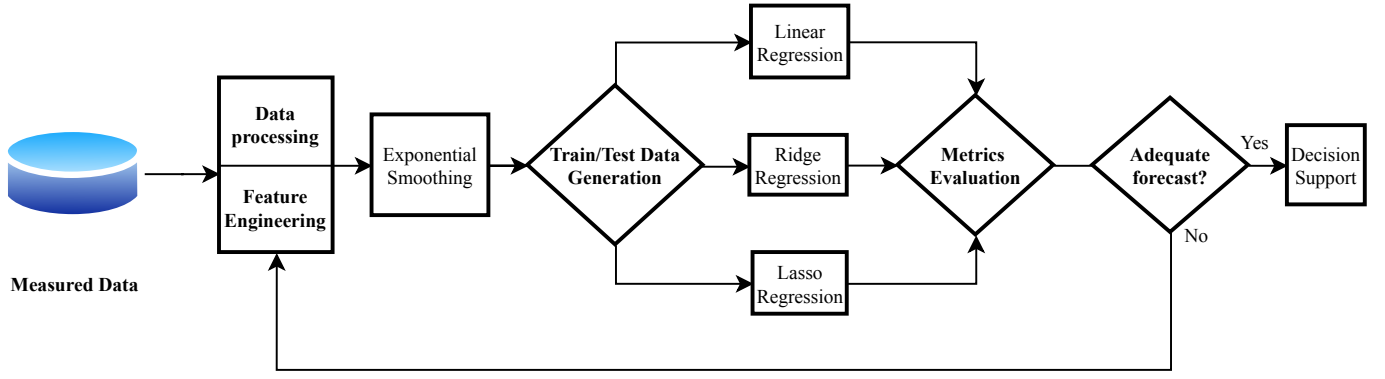 Measured Data
Data
processing
Feature
Engineering
Exponential
Smoothing
Train/Test Data
Generation
Linear
Regression
Ridge
Regression
Lasso
Regression
Metrics
Evaluation
Adequate
forecast?
Yes
No
Decision
Support